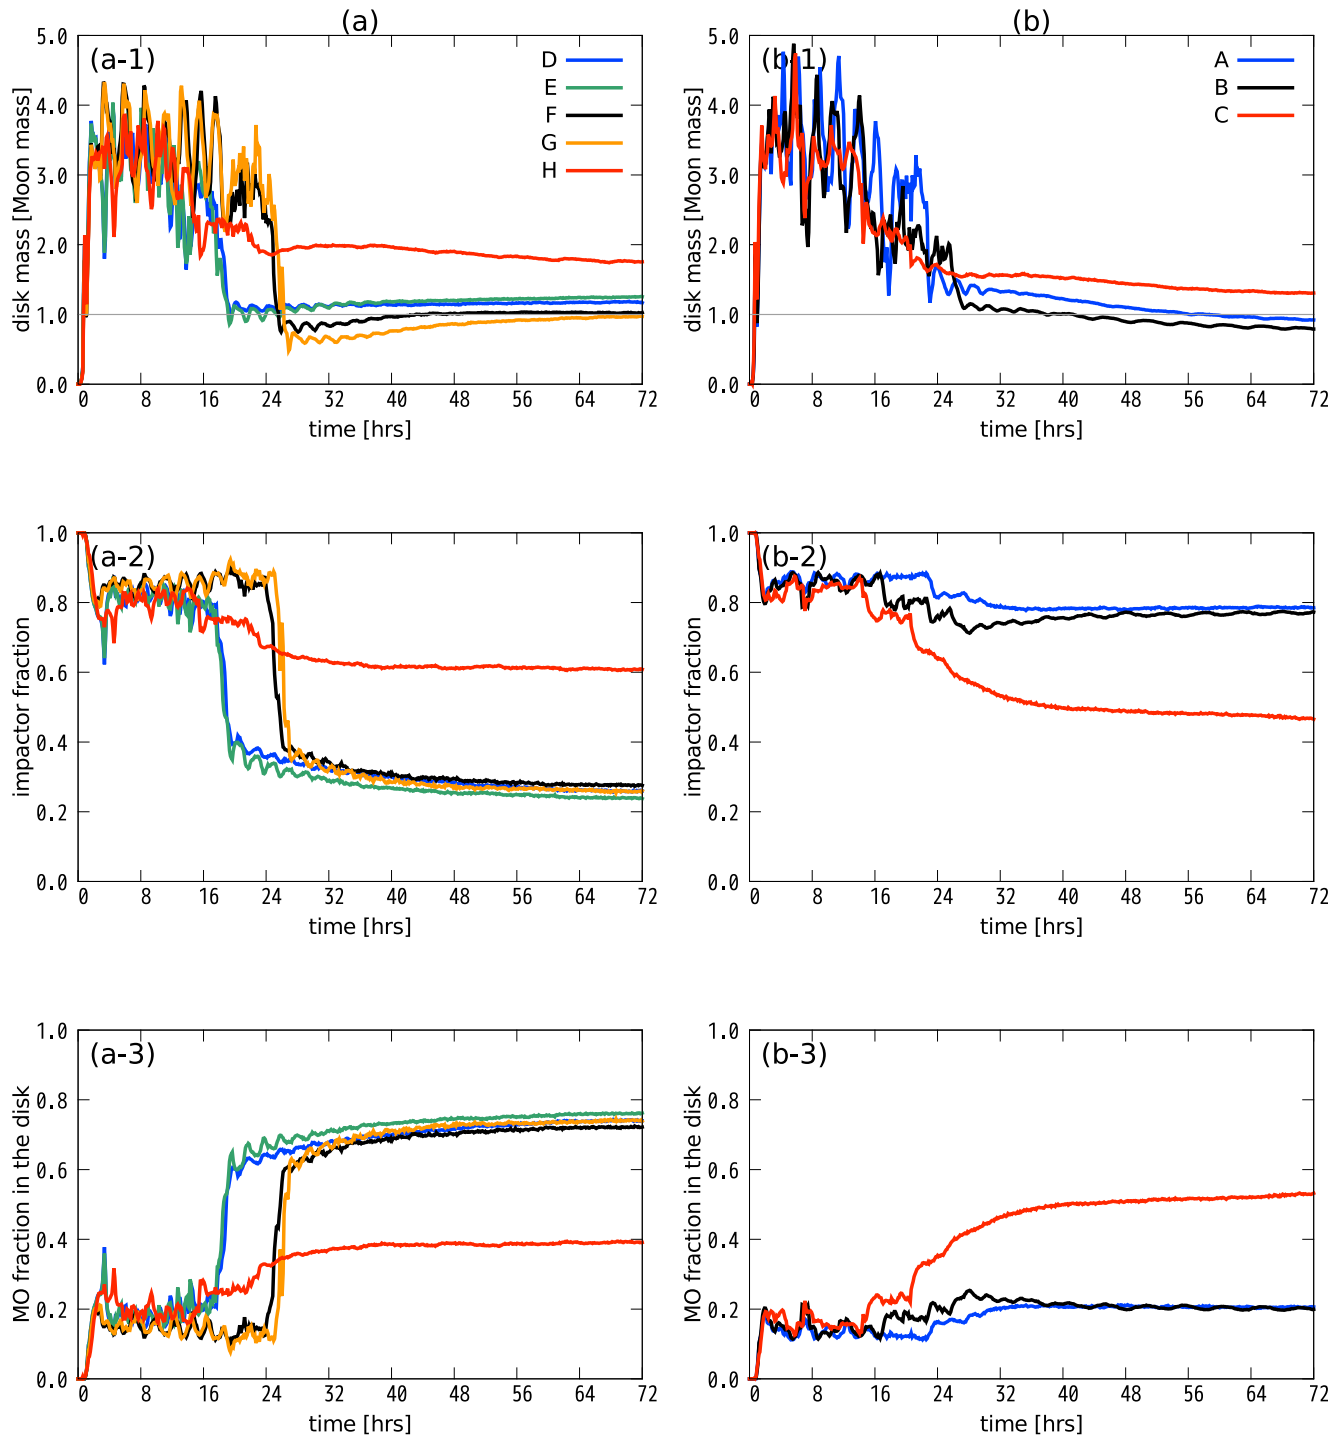 (a)
(b)
(a-1)
D
E
F
G
H
5.0
4.0
3.0
2.0
1.0
0.0
disk mass [Moon mass]
0 8 16 24 32 40 48 56 64 72
time [hrs]
(b-1)
A
B
C
5.0
4.0
3.0
2.0
1.0
0.0
disk mass [Moon mass]
0 8 16 24 32 40 48 56 64 72
time [hrs]
(a-2)
1.0
0.8
0.6
0.4
0.2
0.0
impactor fraction
0 8 16 24 32 40 48 56 64 72
time [hrs]
(b-2)
1.0
0.8
0.6
0.4
0.2
0.0
impactor fraction
0 8 16 24 32 40 48 56 64 72
time [hrs]
(a-3)
1.0
0.8
0.6
0.4
0.2
0.0
MO fraction in the disk
0 8 16 24 32 40 48 56 64 72
time [hrs]
(b-3)
1.0
0.8
0.6
0.4
0.2
0.0
MO fraction in the disk
0 8 16 24 32 40 48 56 64 72
time [hrs]